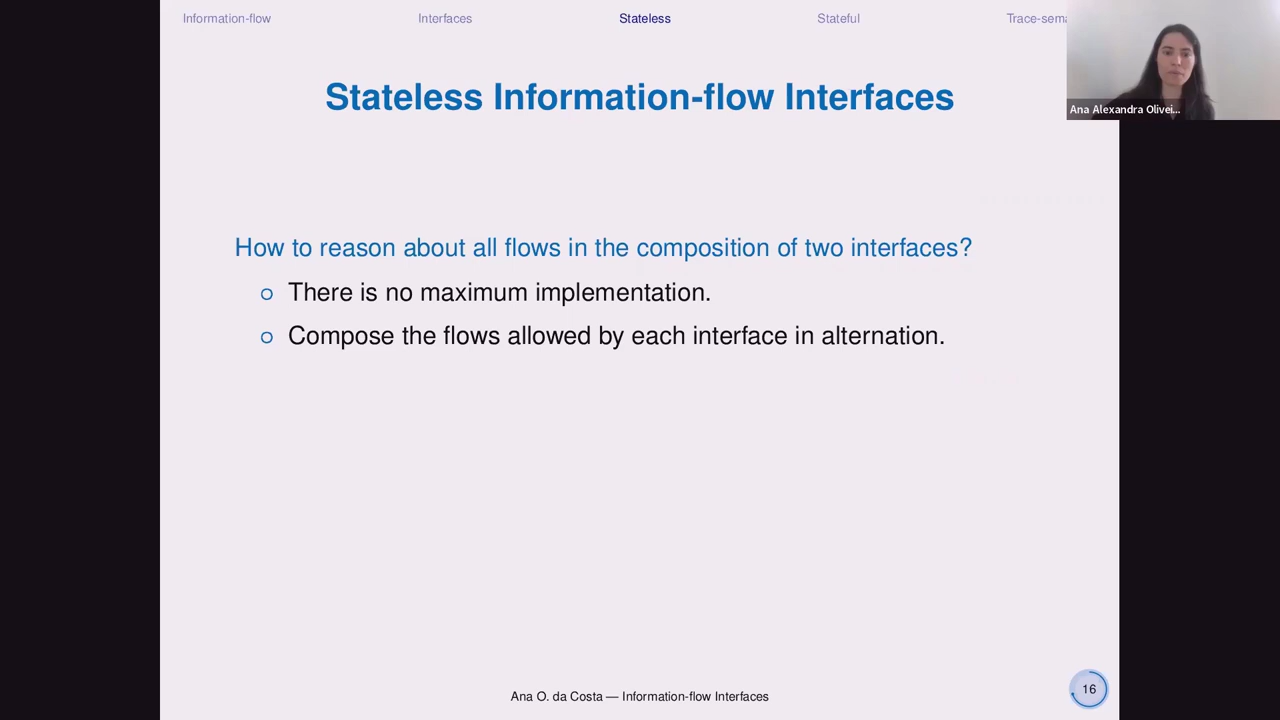 Information-flow Interfaces Stateless Stateful Trace-sema
Ana Alexandra Olivei...
Stateless Information-flow Interfaces
How to reason about all flows in the composition of two interfaces?
There is no maximum implementation.
Compose the flows allowed by each interface in alternation.
Ana O. da Costa — Information-flow Interfaces
16